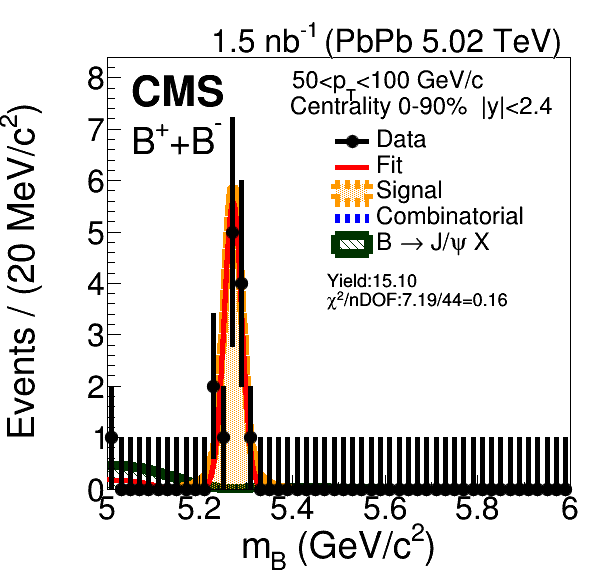 1.5 nb⁻¹ (PbPb 5.02 TeV)
CMS
B⁺+B⁻
50<p_T<100 GeV/c
Centrality 0-90% |y|<2.4
Data
Fit
Signal
Combinatorial
B → J/ψ X
Yield:15.10
χ²/nDOF:7.19/44=0.16
Events / (20 MeV/c²)
8
7
6
5
4
3
2
1
0
5 5.2 5.4 5.6 5.8 6
m_B (GeV/c²)